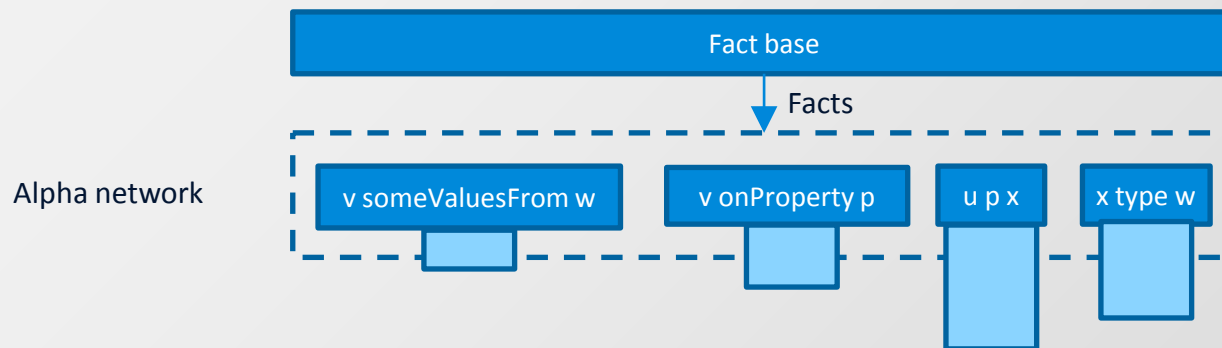 Fact base
Facts
Alpha network
v someValuesFrom w
v onProperty p
u p x
x type w